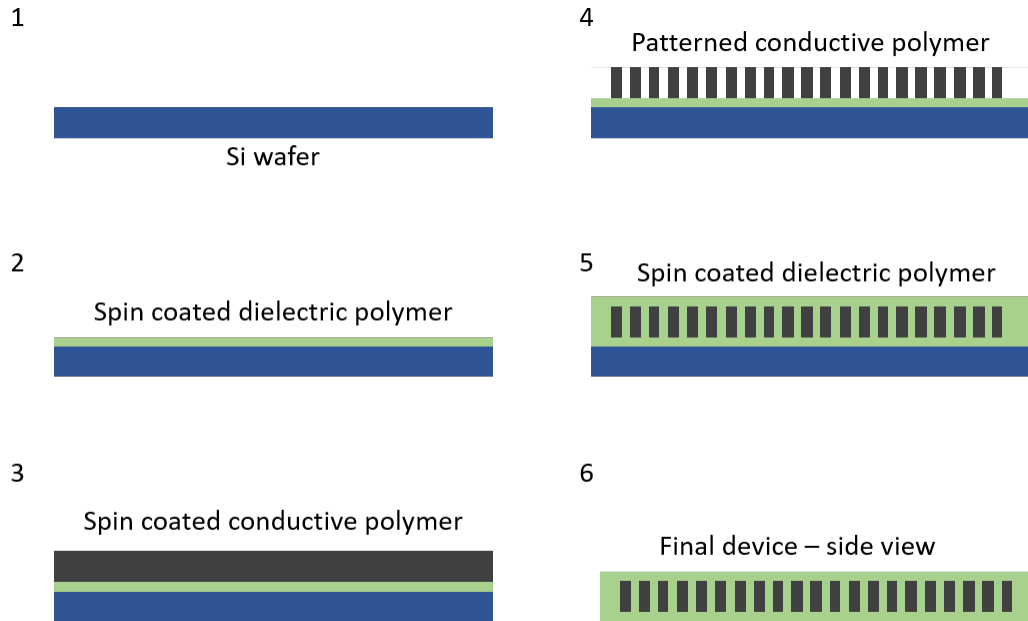 1
Si wafer
2
Spin coated dielectric polymer
3
Spin coated conductive polymer
4
Patterned conductive polymer
5
Spin coated dielectric polymer
6
Final device – side view